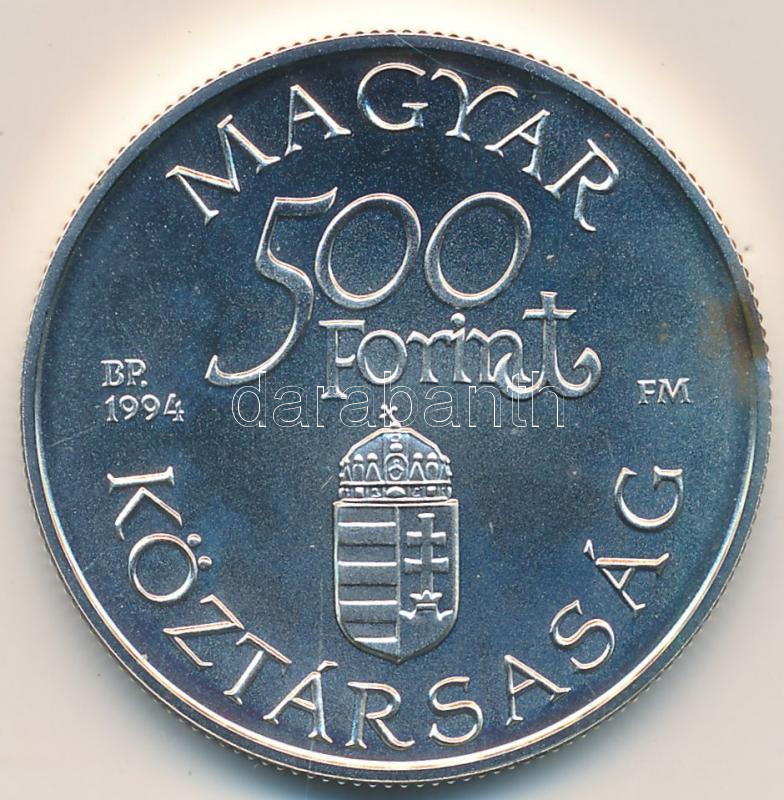 MAGYAR
500
Forint
BP.
1994
FM
KÖZTÁRSASÁG
darabanth